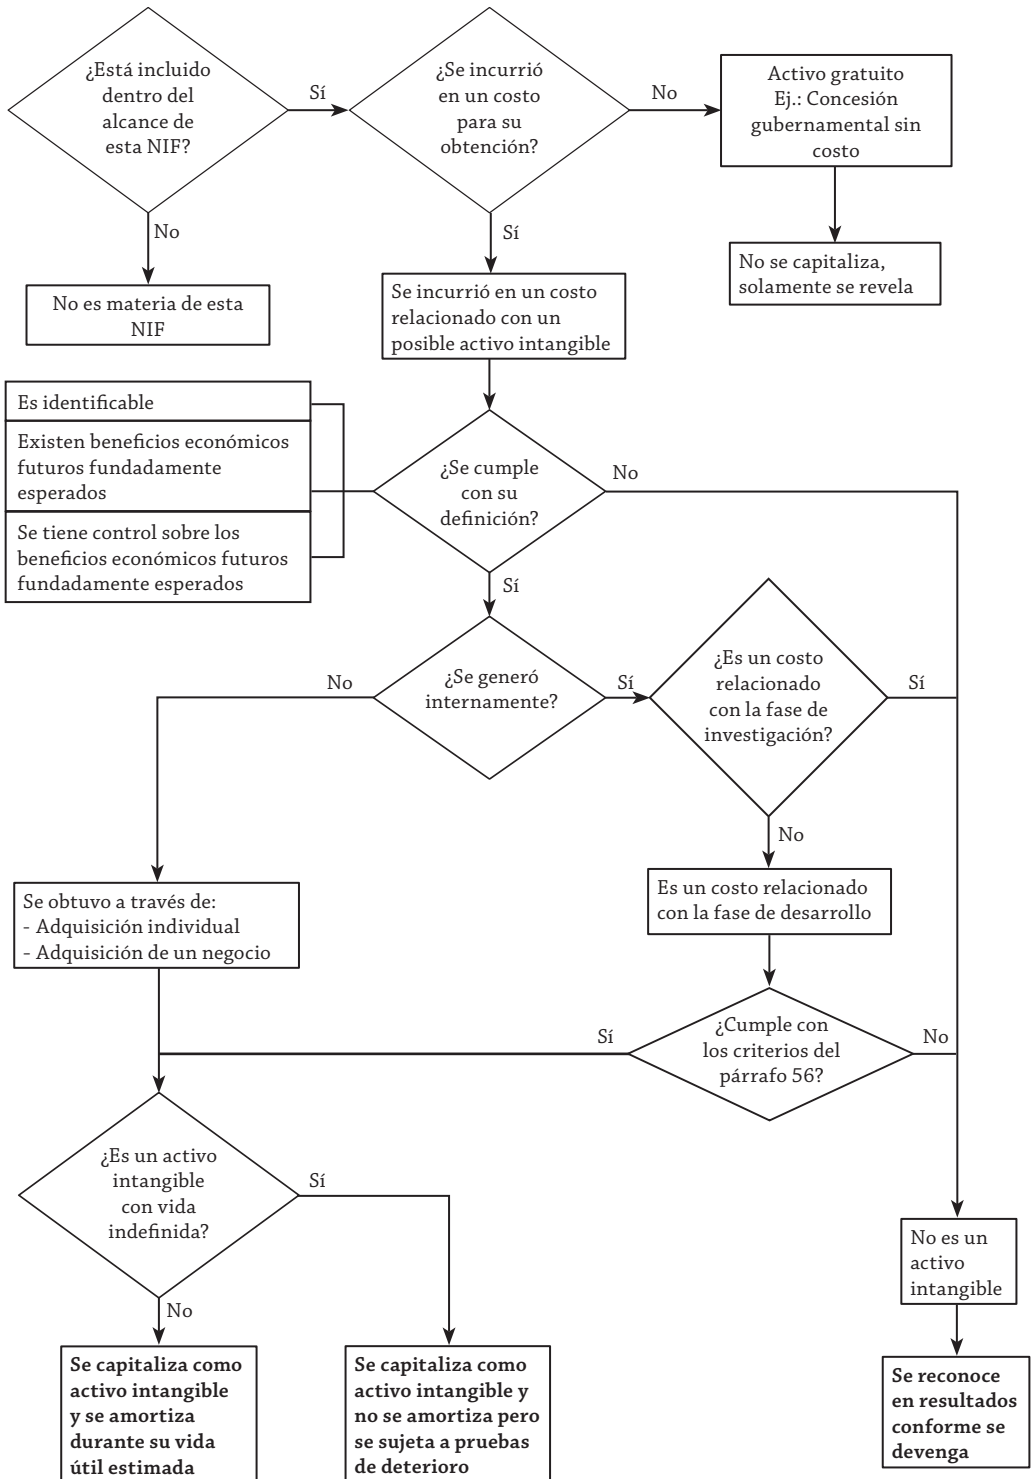 ¿Está incluido
dentro del
alcance de
esta NIF?
Sí
¿Se incurrió
en un costo
para su
obtención?
No
Activo gratuito
Ej.: Concesión
gubernamental sin
costo
No
Sí
No se capitaliza,
solamente se revela
No es materia de esta
NIF
Se incurrió en un costo
relacionado con un
posible activo intangible
Es identificable
Existen beneficios económicos
futuros fundadamente
esperados
Se tiene control sobre los
beneficios económicos futuros
fundadamente esperados
¿Se cumple
con su
definición?
No
Sí
¿Se generó
internamente?
No
Sí
¿Es un costo
relacionado
con la fase de
investigación?
Sí
No
Se obtuvo a través de:
- Adquisición individual
- Adquisición de un negocio
Es un costo relacionado
con la fase de desarrollo
¿Cumple con
los criterios del
párrafo 56?
Sí
No
¿Es un activo
intangible
con vida
indefinida?
Sí
No
No es un
activo
intangible
Se capitaliza como
activo intangible
y se amortiza
durante su vida
útil estimada
Se capitaliza como
activo intangible y
no se amortiza pero
se sujeta a pruebas
de deterioro
Se reconoce
en resultados
conforme se
devenga